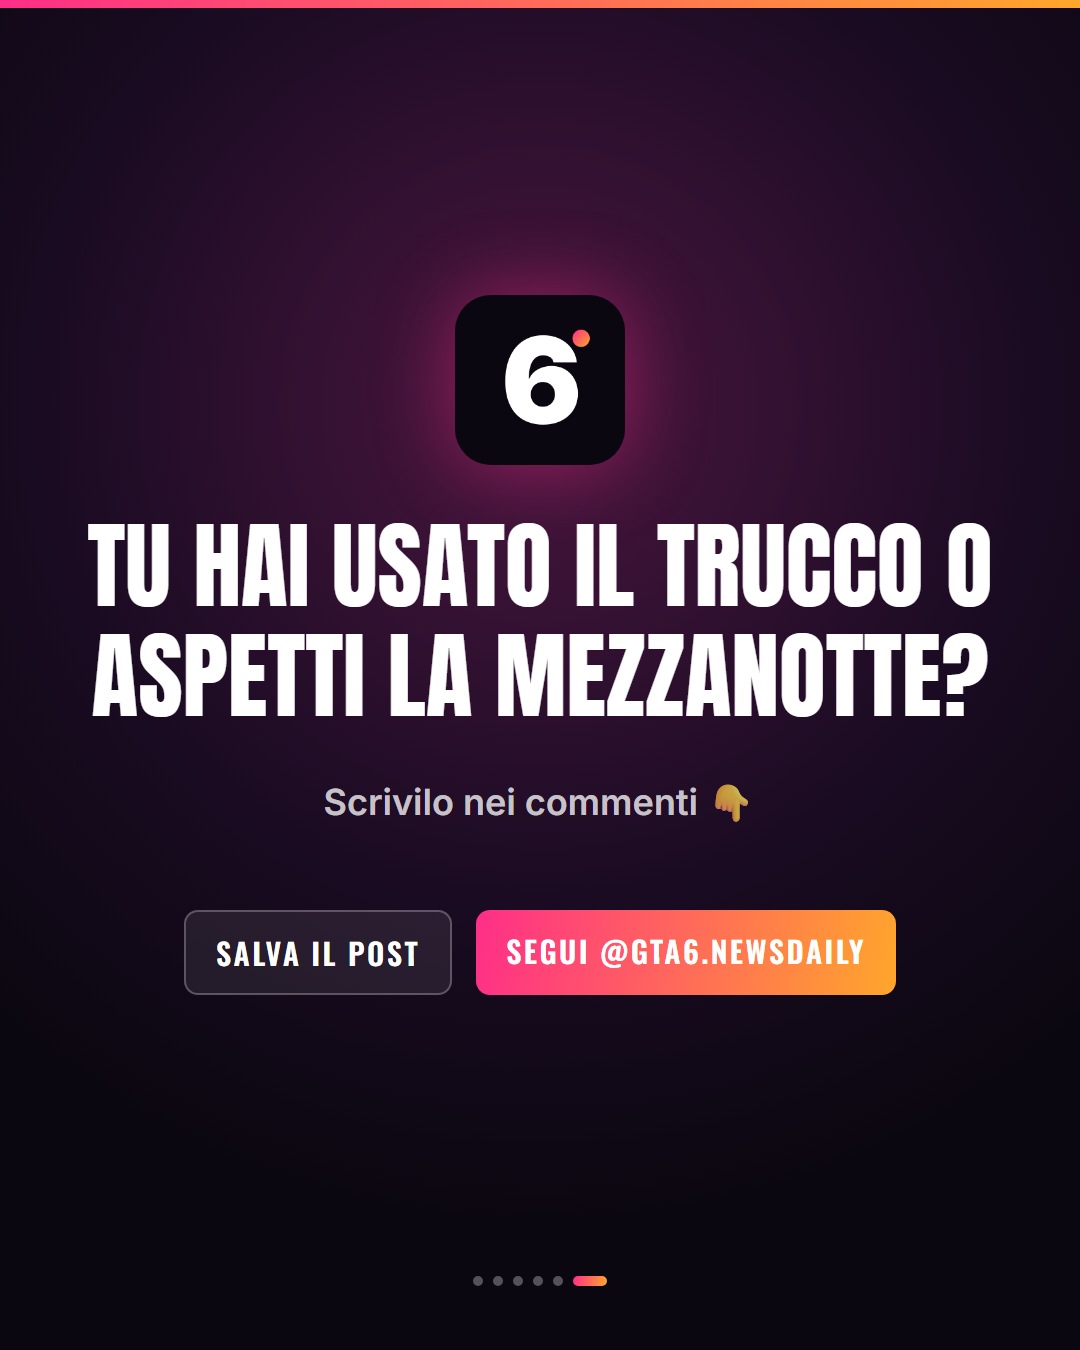 6
TU HAI USATO IL TRUCCO O
ASPETTI LA MEZZANOTTE?
Scrivilo nei commenti 👇
SALVA IL POST
SEGUI @GTA6.NEWSDAILY